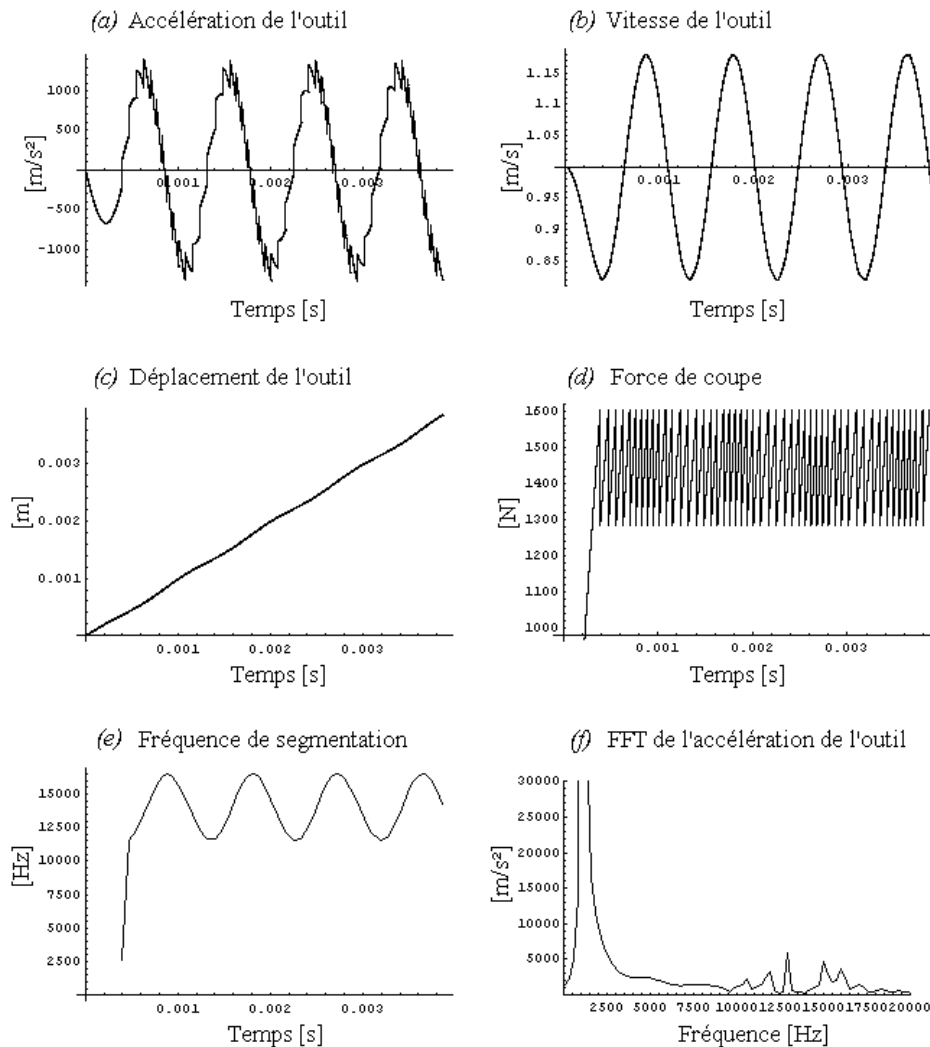 (a) Accélération de l'outil
1000
500
-500
-1000
[m/s²]
0.001 0.002 0.003
Temps [s]
(b) Vitesse de l'outil
1.15
1.1
1.05
0.95
0.9
0.85
[m/s]
0.001 0.002 0.003
Temps [s]
(c) Déplacement de l'outil
0.003
0.002
0.001
[m]
0.001 0.002 0.003
Temps [s]
(d) Force de coupe
1600
1500
1400
1300
1200
1100
1000
[N]
0.001 0.002 0.003
Temps [s]
(e) Fréquence de segmentation
15000
12500
10000
7500
5000
2500
[Hz]
0.001 0.002 0.003
Temps [s]
(f) FFT de l'accélération de l'outil
30000
25000
20000
15000
10000
5000
[m/s²]
2500 5000 7500 10000 12500 15000 17500 20000
Fréquence [Hz]